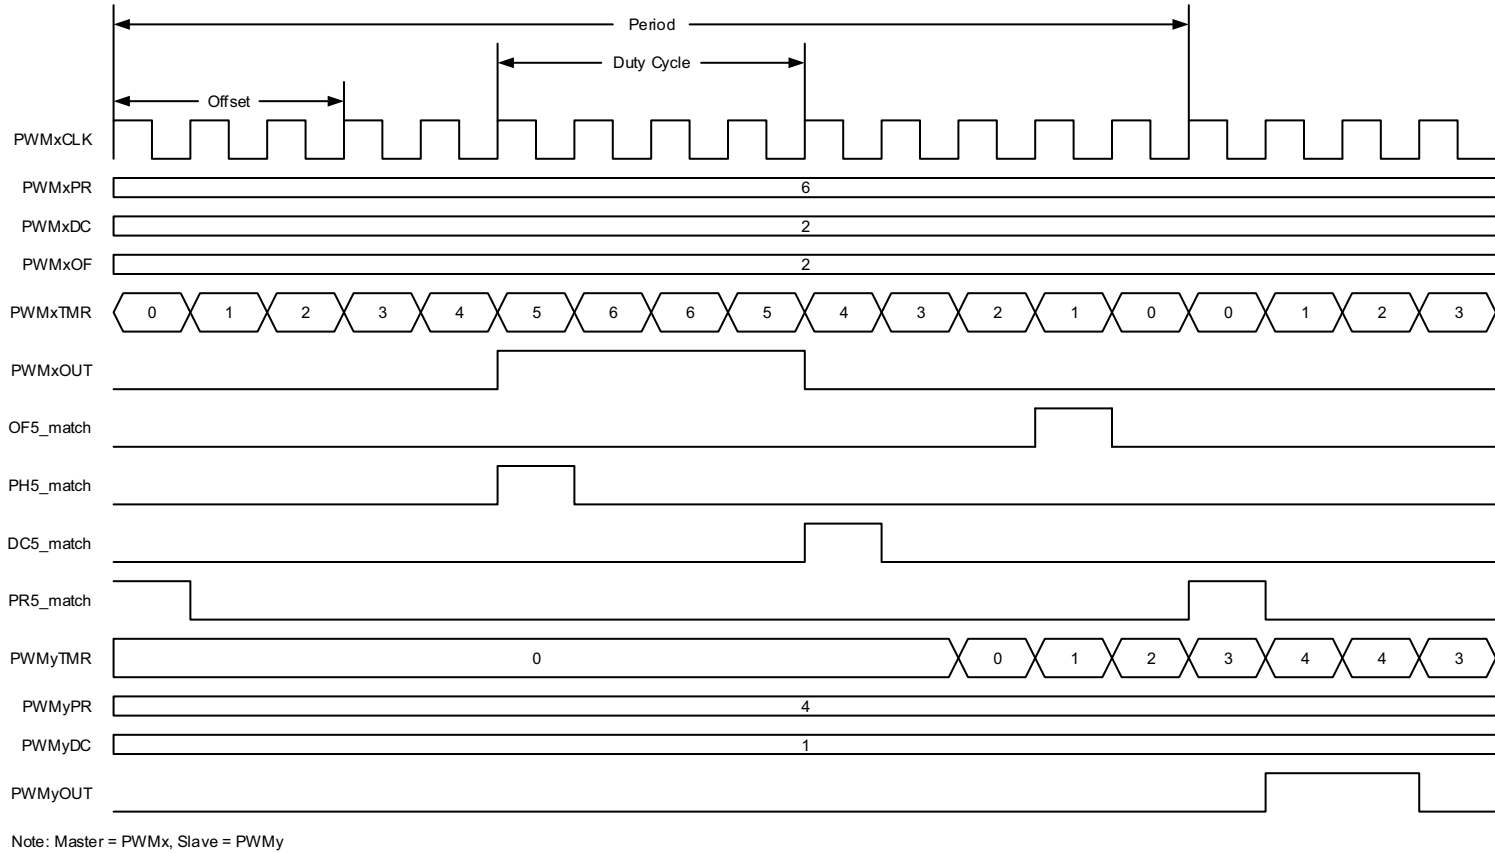 Period
Duty Cycle
Offset
PWMxCLK
PWMxPR 6
PWMxDC 2
PWMxOF 2
PWMxTMR 0 1 2 3 4 5 6 6 5 4 3 2 1 0 0 1 2 3
PWMxOUT
OF5_match
PH5_match
DC5_match
PR5_match
PWMyTMR 0 0 1 2 3 4 4 3
PWMyPR 4
PWMyDC 1
PWMyOUT
Note: Master = PWMx, Slave = PWMy